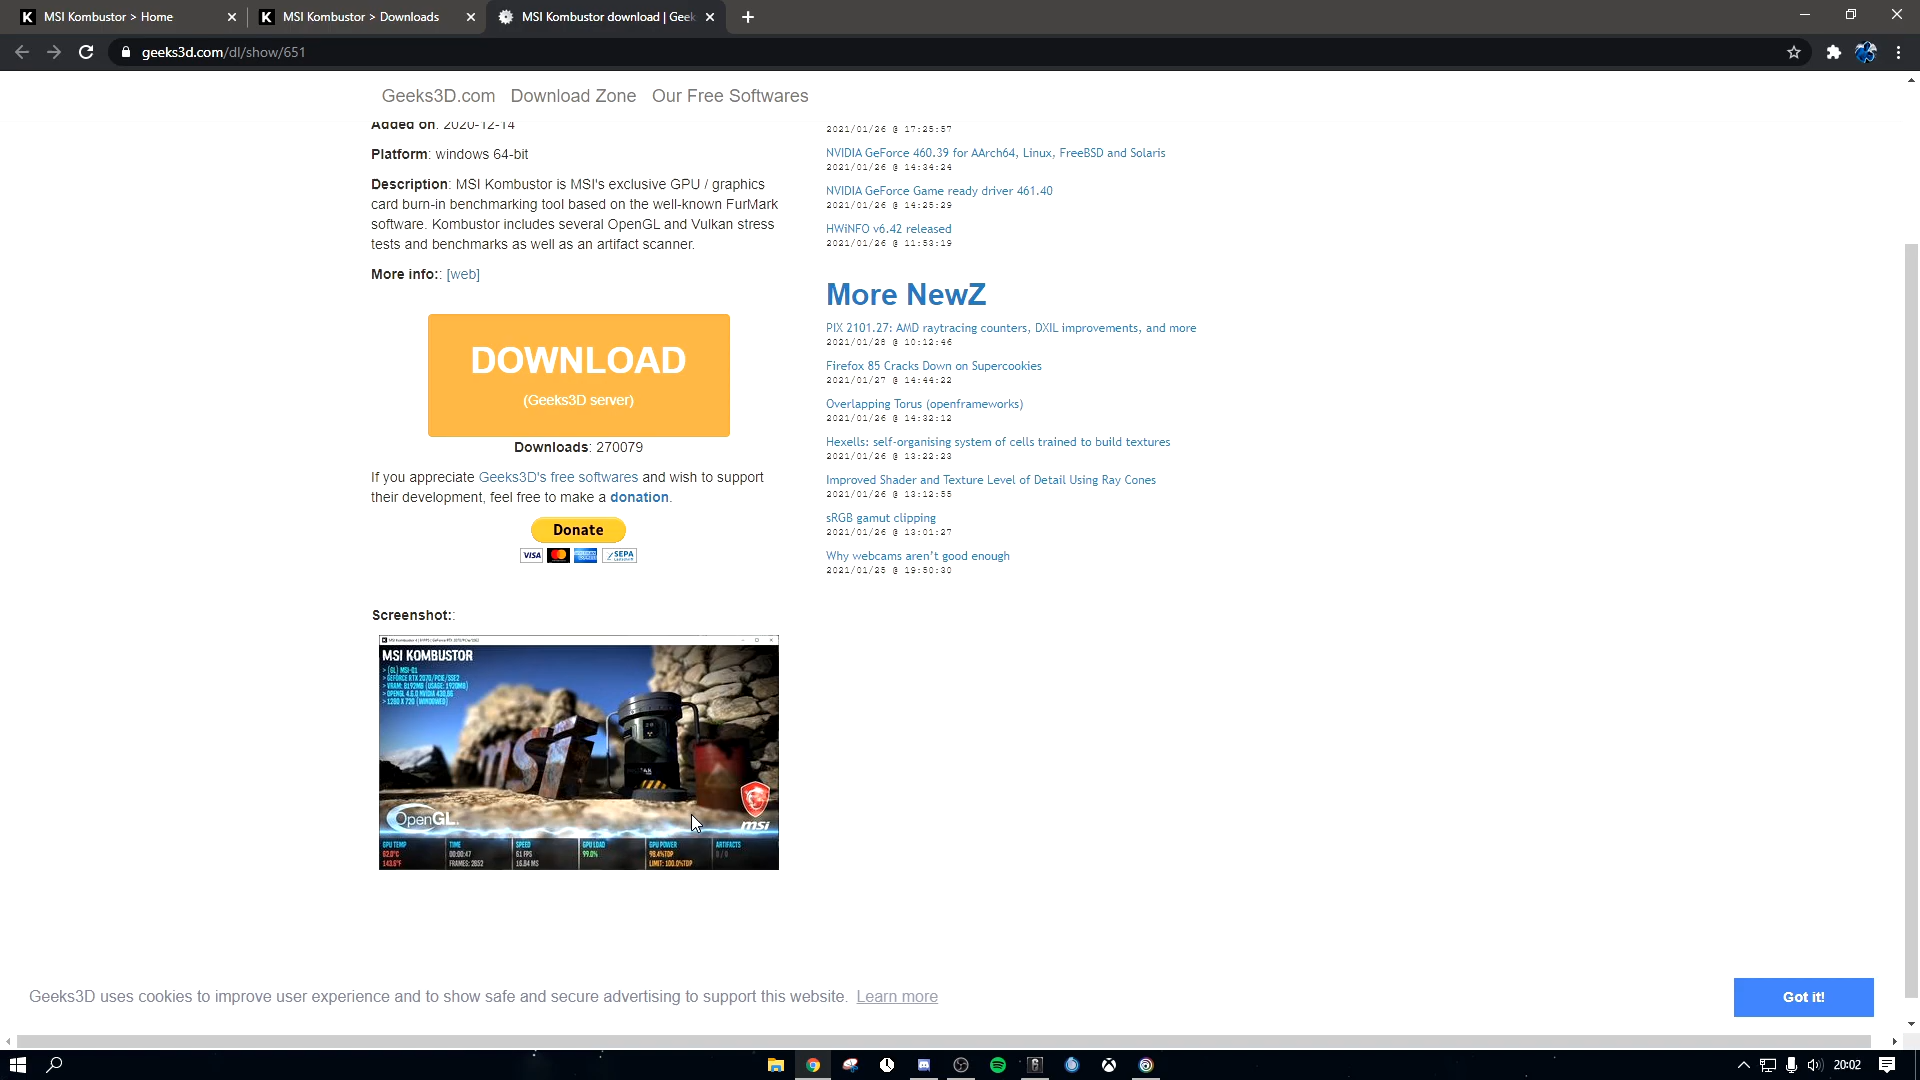 MSI Kombustor > Home
MSI Kombustor > Downloads
MSI Kombustor download | Geek
geeks3d.com/dl/show/651
Geeks3D.com Download Zone Our Free Softwares
Added on: 2020-12-14
Platform: windows 64-bit
Description: MSI Kombustor is MSI's exclusive GPU / graphics
card burn-in benchmarking tool based on the well-known FurMark
software. Kombustor includes several OpenGL and Vulkan stress
tests and benchmarks as well as an artifact scanner.
More info:: [web]
DOWNLOAD
(Geeks3D server)
Downloads: 270079
If you appreciate Geeks3D's free softwares and wish to support
their development, feel free to make a donation.
Donate
VISA
SEPA
Screenshot::
MSI KOMBUSTOR
> (GL) MSI-01
> GEFORCE RTX 2070/PCIE/SSE2
> VRAM: 8192MB (USAGE: 1920MB)
> OPENGL 4.6.0 NVIDIA 430.86
> 1280 X 720 (WINDOWED)
msi
OpenGL.
msi
GPU TEMP
62.0°C
143.6°F
TIME
00:00:47
FRAMES: 2852
SPEED
61 FPS
16.84 MS
GPU LOAD
99.0%
GPU POWER
98.4%TDP
LIMIT: 100.0%TDP
ARTIFACTS
0 / 0
2021/01/26 @ 17:25:57
NVIDIA GeForce 460.39 for AArch64, Linux, FreeBSD and Solaris
2021/01/26 @ 14:34:24
NVIDIA GeForce Game ready driver 461.40
2021/01/26 @ 14:25:29
HWiNFO v6.42 released
2021/01/26 @ 11:53:19
More NewZ
PIX 2101.27: AMD raytracing counters, DXIL improvements, and more
2021/01/28 @ 10:12:46
Firefox 85 Cracks Down on Supercookies
2021/01/27 @ 14:44:22
Overlapping Torus (openframeworks)
2021/01/26 @ 14:32:12
Hexells: self-organising system of cells trained to build textures
2021/01/26 @ 13:22:23
Improved Shader and Texture Level of Detail Using Ray Cones
2021/01/26 @ 13:12:55
sRGB gamut clipping
2021/01/26 @ 13:01:27
Why webcams aren't good enough
2021/01/25 @ 19:50:30
Geeks3D uses cookies to improve user experience and to show safe and secure advertising to support this website. Learn more
Got it!
20:02